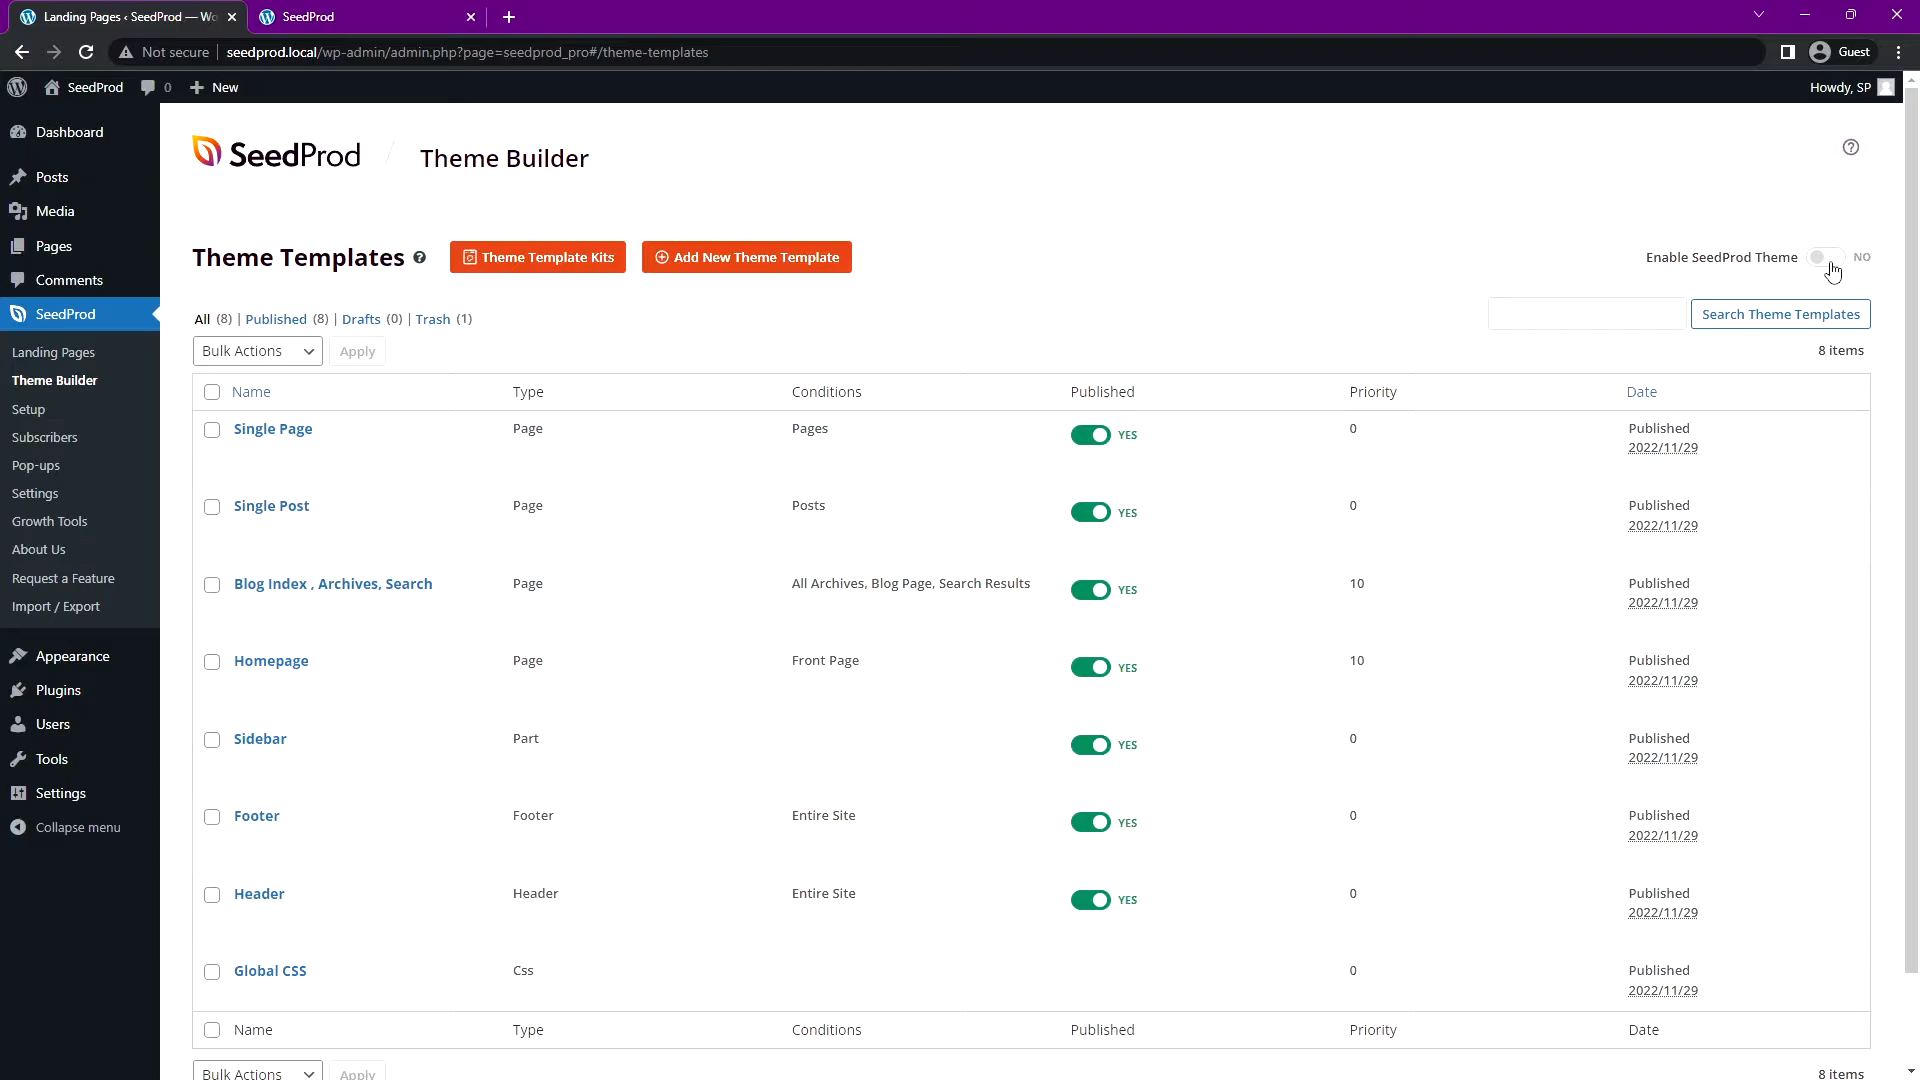 Landing Pages ‹ SeedProd — Wo
SeedProd
Not secure
seedprod.local/wp-admin/admin.php?page=seedprod_pro#/theme-templates
Guest
SeedProd
0
New
Howdy, SP
Dashboard
Posts
Media
Pages
Comments
SeedProd
Landing Pages
Theme Builder
Setup
Subscribers
Pop-ups
Settings
Growth Tools
About Us
Request a Feature
Import / Export
Appearance
Plugins
Users
Tools
Settings
Collapse menu
SeedProd / Theme Builder
Theme Templates
Theme Template Kits
Add New Theme Template
Enable SeedProd Theme NO
All (8) | Published (8) | Drafts (0) | Trash (1)
Search Theme Templates
Bulk Actions Apply
8 items
Name Type Conditions Published Priority Date
Single Page Page Pages YES 0 Published
2022/11/29
Single Post Page Posts YES 0 Published
2022/11/29
Blog Index , Archives, Search Page All Archives, Blog Page, Search Results YES 10 Published
2022/11/29
Homepage Page Front Page YES 10 Published
2022/11/29
Sidebar Part YES 0 Published
2022/11/29
Footer Footer Entire Site YES 0 Published
2022/11/29
Header Header Entire Site YES 0 Published
2022/11/29
Global CSS Css 0 Published
2022/11/29
Name Type Conditions Published Priority Date
Bulk Actions Apply
8 items